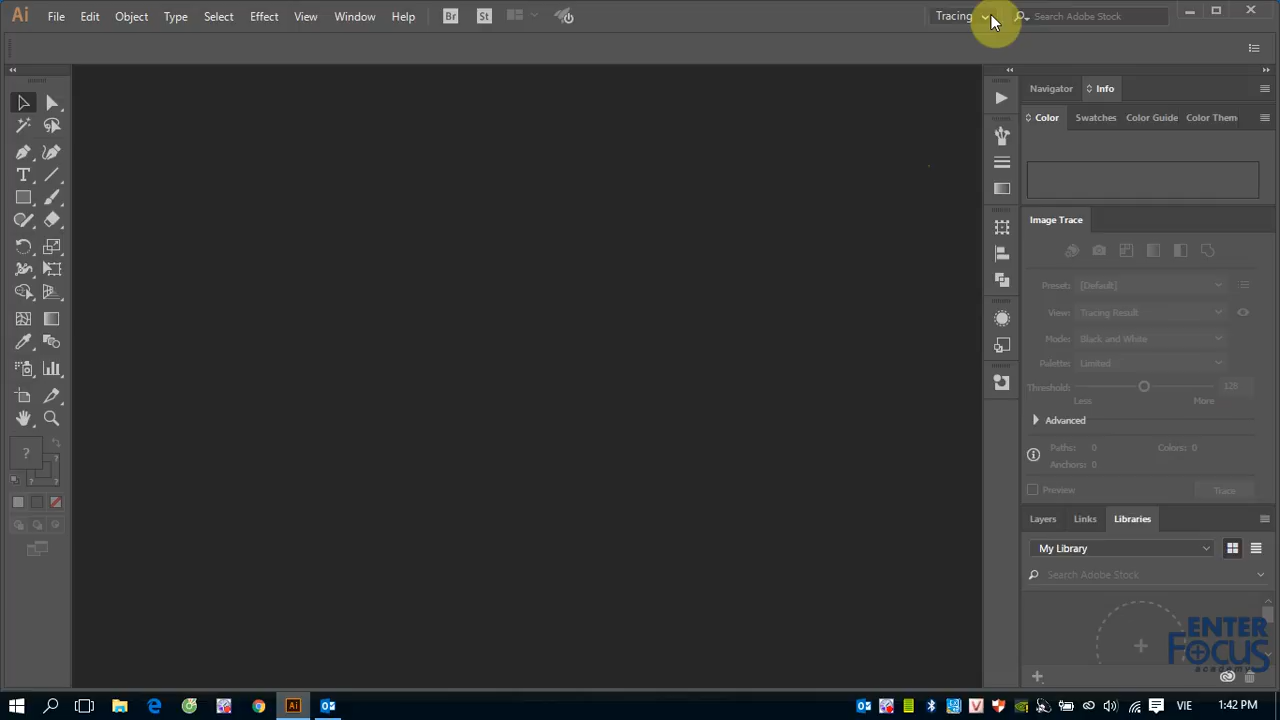 Ai File Edit Object Type Select Effect View Window Help Br St Tracing Search Adobe Stock
Navigator Info
Color Swatches Color Guide Color Them
Image Trace
Preset: [Default]
View: Tracing Result
Mode: Black and White
Palette: Limited
Threshold: 128
Less More
Advanced
Paths: 0 Colors: 0
Anchors: 0
Preview Trace
? ? ? ?
Layers Links Libraries
My Library
Search Adobe Stock
ENTER
FOCUS
academy
Ai VIE 1:42 PM